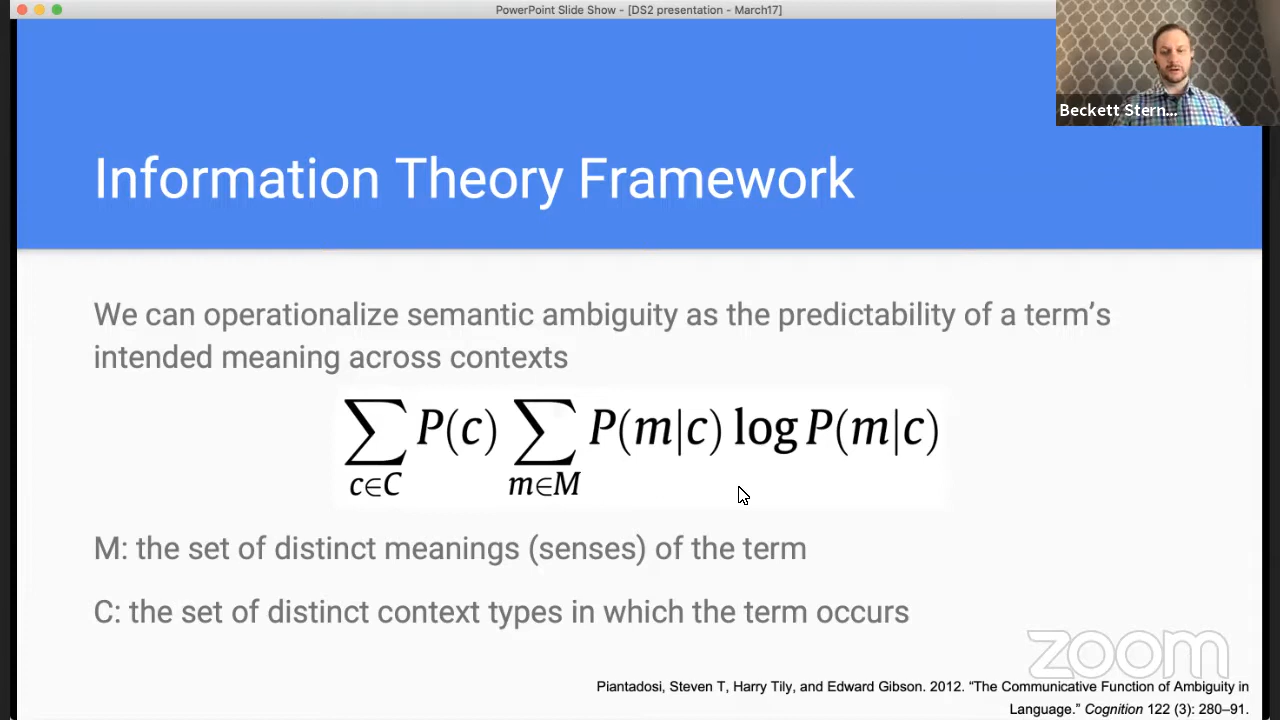 PowerPoint Slide Show - [DS2 presentation - March17]
Beckett Stern...
Information Theory Framework
We can operationalize semantic ambiguity as the predictability of a term's
intended meaning across contexts
∑ P(c) ∑ P(m|c) log P(m|c)
c∈C m∈M
M: the set of distinct meanings (senses) of the term
C: the set of distinct context types in which the term occurs
zoom
Piantadosi, Steven T, Harry Tily, and Edward Gibson. 2012. “The Communicative Function of Ambiguity in
Language.” Cognition 122 (3): 280–91.